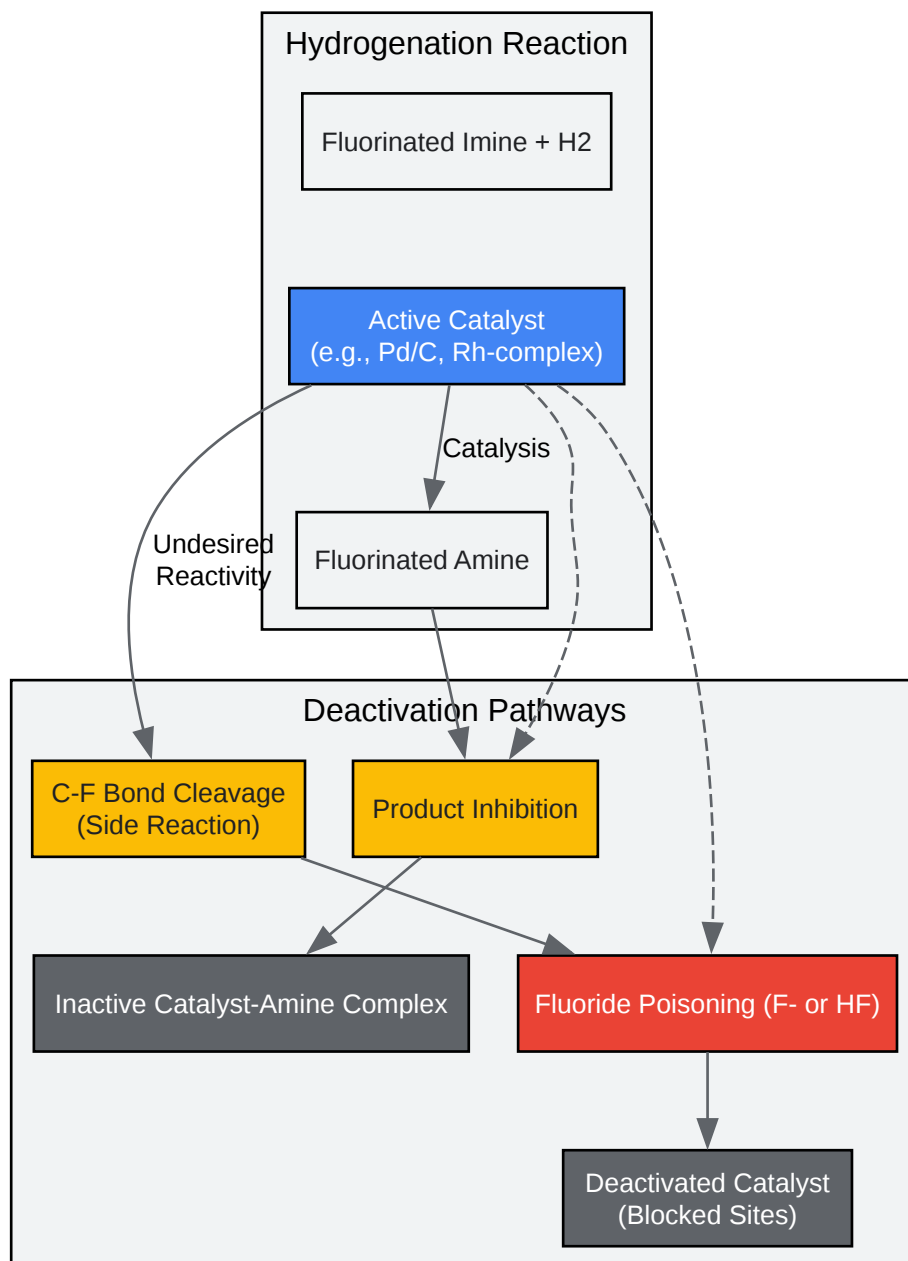 Hydrogenation Reaction
Fluorinated Imine + H2
Active Catalyst
(e.g., Pd/C, Rh-complex)
Catalysis
Undesired
Reactivity
Fluorinated Amine
Deactivation Pathways
C-F Bond Cleavage
(Side Reaction)
Product Inhibition
Inactive Catalyst-Amine Complex
Fluoride Poisoning (F- or HF)
Deactivated Catalyst
(Blocked Sites)